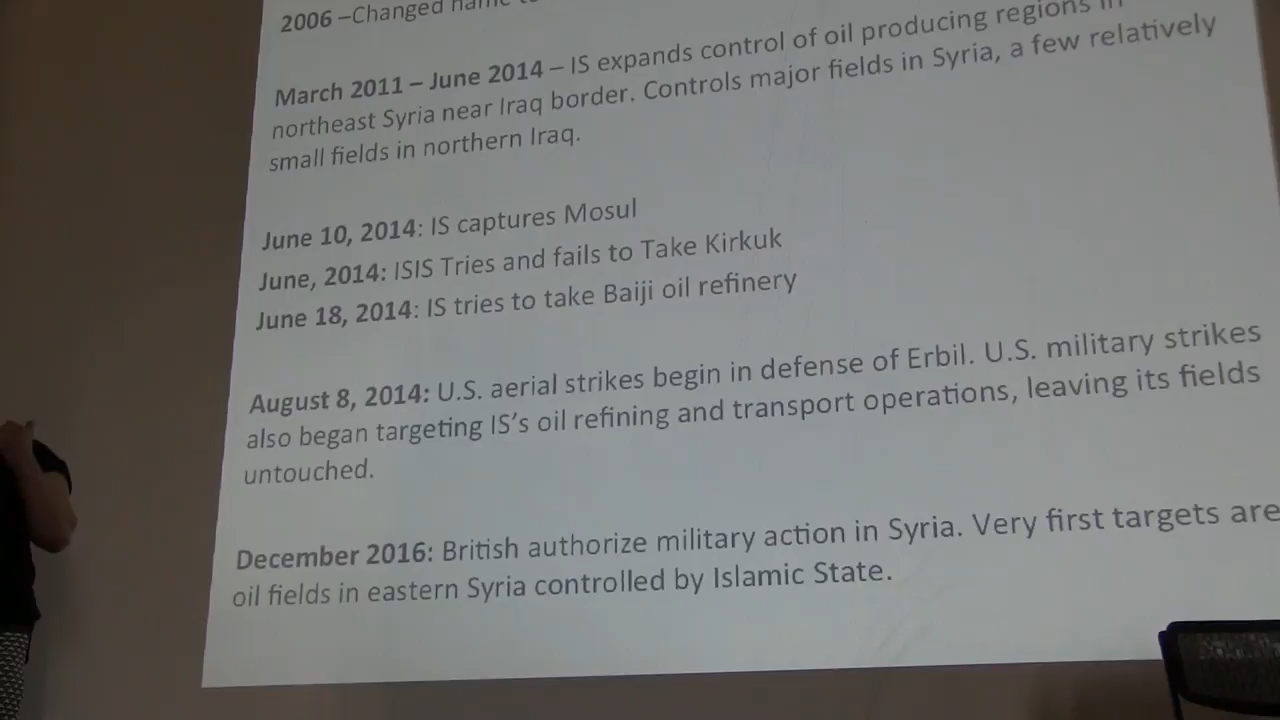 2006 –Changed name to
March 2011 – June 2014 – IS expands control of oil producing regions in
northeast Syria near Iraq border. Controls major fields in Syria, a few relatively
small fields in northern Iraq.
June 10, 2014: IS captures Mosul
June, 2014: ISIS Tries and fails to Take Kirkuk
June 18, 2014: IS tries to take Baiji oil refinery
August 8, 2014: U.S. aerial strikes begin in defense of Erbil. U.S. military strikes
also began targeting IS’s oil refining and transport operations, leaving its fields
untouched.
December 2016: British authorize military action in Syria. Very first targets are
oil fields in eastern Syria controlled by Islamic State.